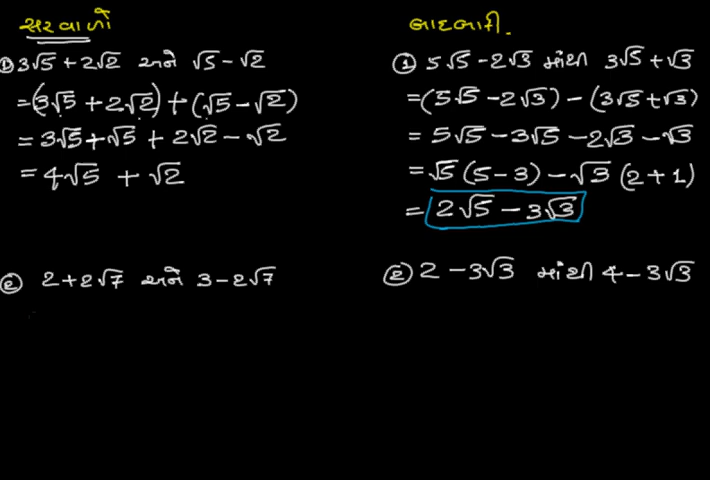 સરવાળો
① 3√5 + 2√2 અને √5 - √2
= (3√5 + 2√2) + (√5 - √2)
= 3√5 + √5 + 2√2 - √2
= 4√5 + √2
② 2 + 2√7 અને 3 - 2√7
બાદબાકી.
① 5√5 - 2√3 માંથી 3√5 + √3
= (5√5 - 2√3) - (3√5 + √3)
= 5√5 - 3√5 - 2√3 - √3
= √5 (5 - 3) - √3 (2 + 1)
= 2√5 - 3√3
② 2 - 3√3 માંથી 4 - 3√3